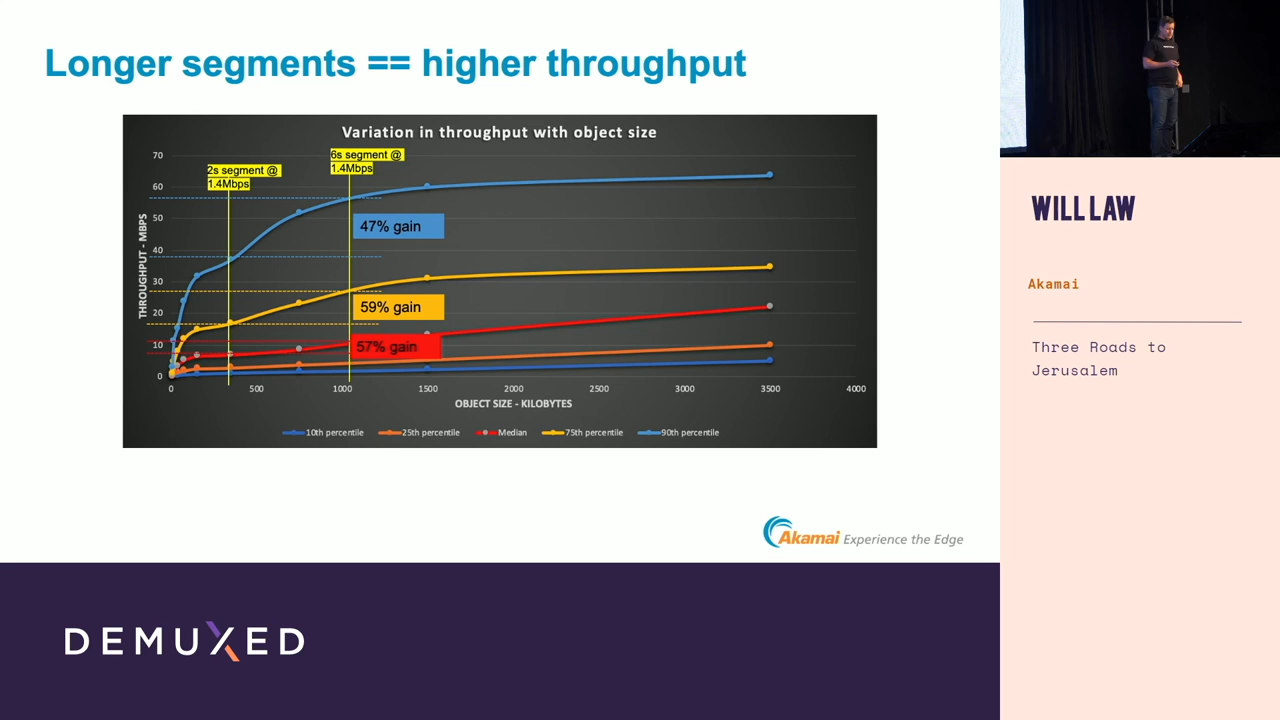 Longer segments == higher throughput
Variation in throughput with object size
THROUGHPUT - MBPS
70
60
50
40
30
20
10
0
2s segment @
1.4Mbps
6s segment @
1.4Mbps
47% gain
59% gain
57% gain
0
500
1000
1500
2000
2500
3000
3500
4000
OBJECT SIZE - KILOBYTES
10th percentile
25th percentile
Median
75th percentile
90th percentile
Akamai Experience the Edge
DEMUXED
WILL LAW
Akamai
Three Roads to
Jerusalem